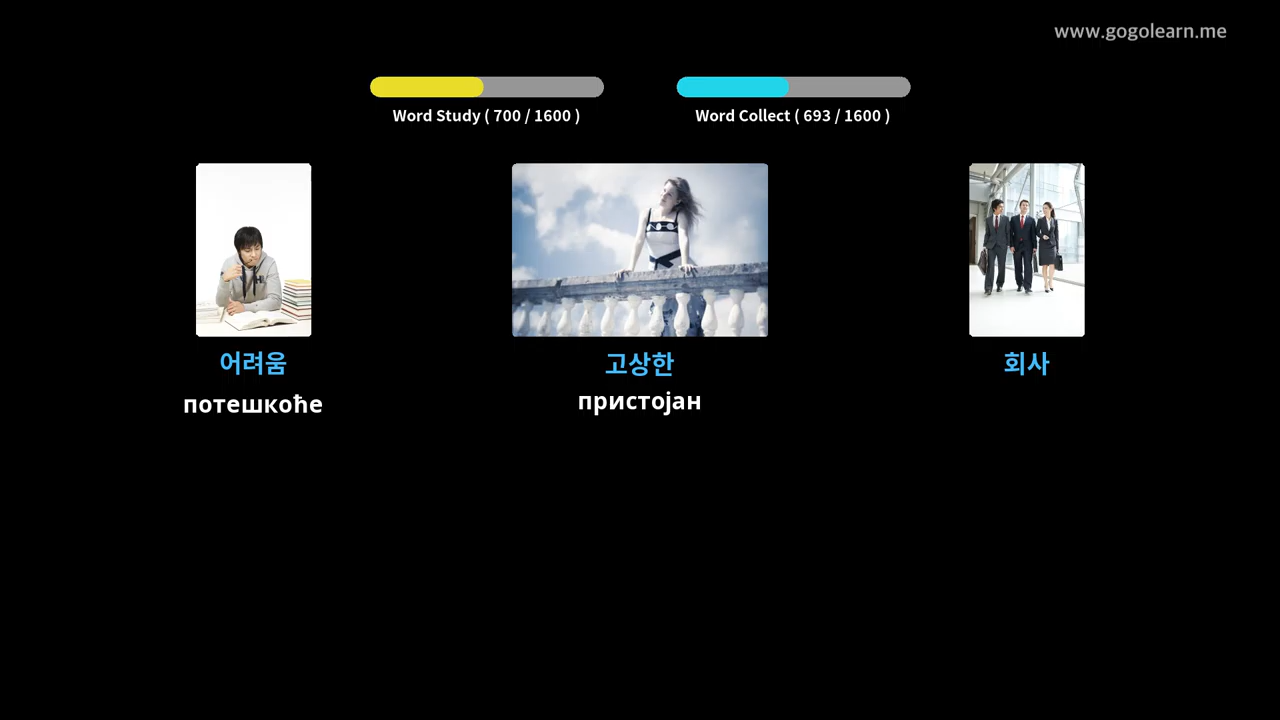 www.gogolearn.me
Word Study ( 700 / 1600 )
Word Collect ( 693 / 1600 )
어려움
고상한
회사
потешкоће
пристојан